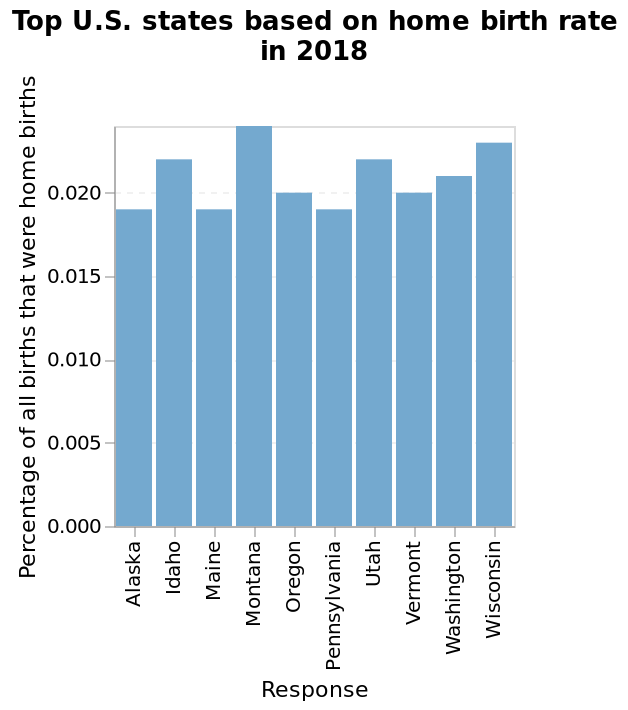 Top U.S. states based on home birth rate
in 2018
Percentage of all births that were home births
0.020
0.015
0.010
0.005
0.000
Alaska
Idaho
Maine
Montana
Oregon
Pennsylvania
Utah
Vermont
Washington
Wisconsin
Response